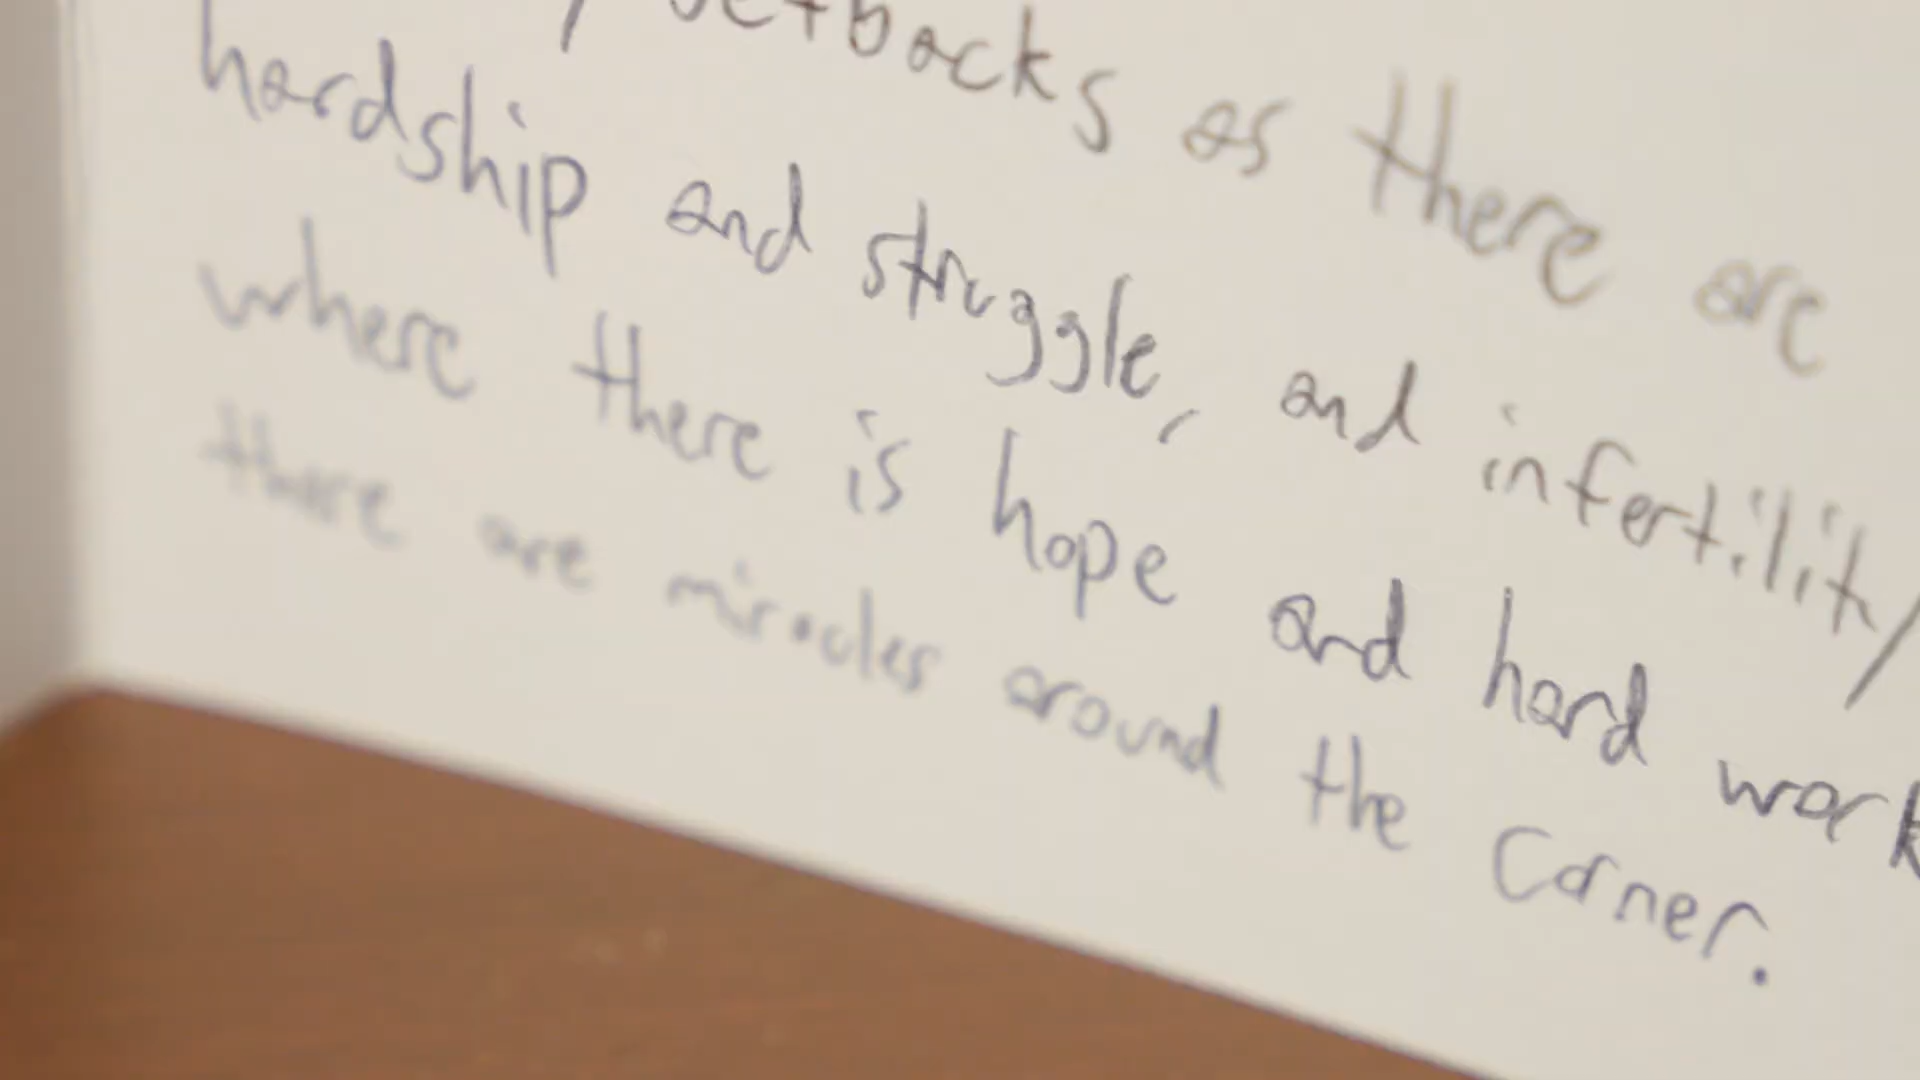 setbacks as there are
hardship and struggle, and infertility
where there is hope and hard work
there are miracles around the corner.